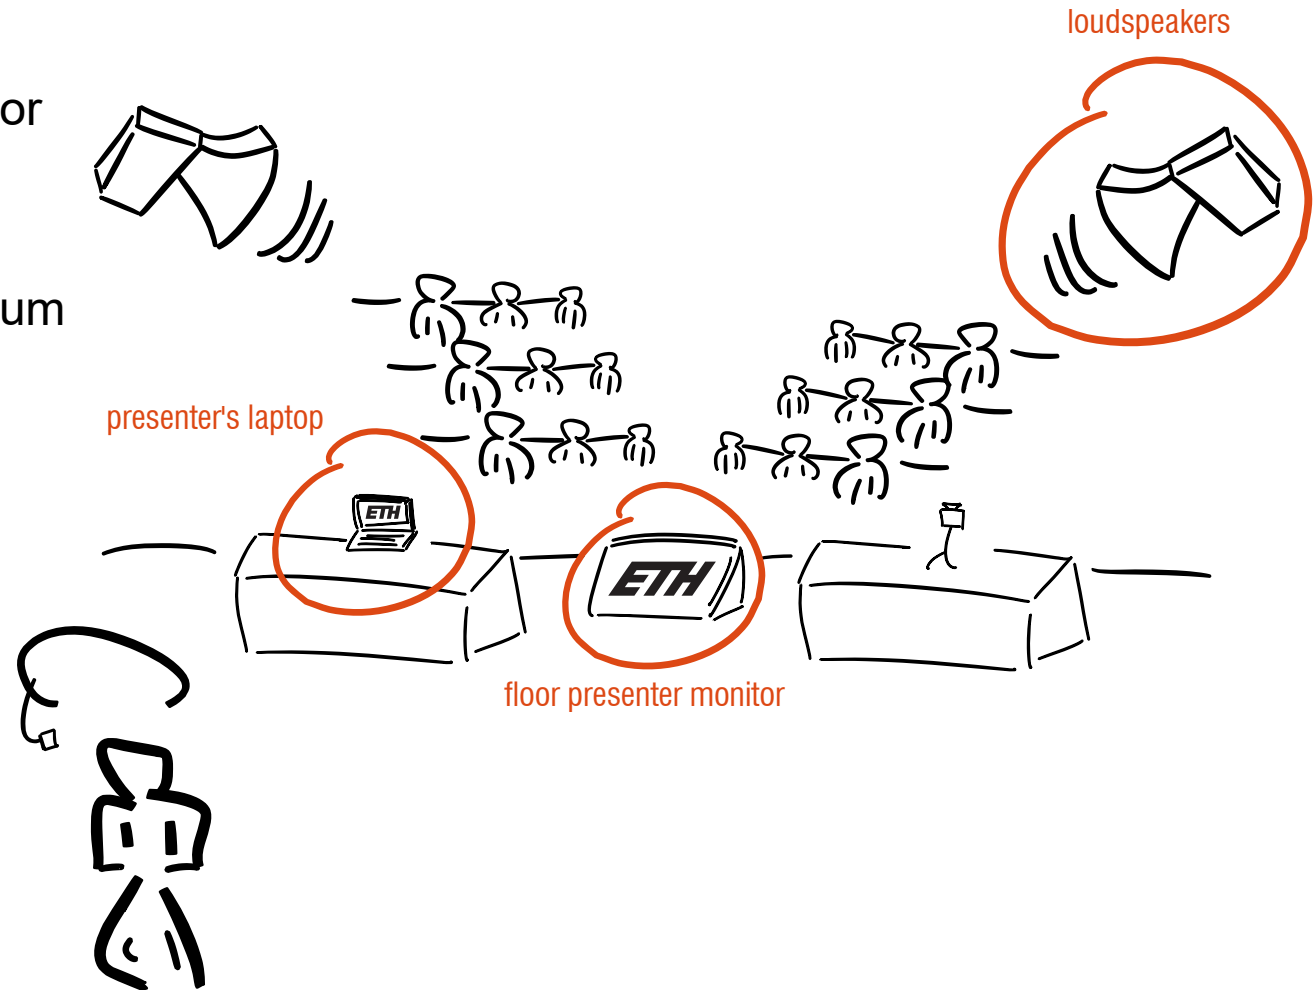 loudspeakers
or
um
presenter's laptop
ETH
ETH
floor presenter monitor